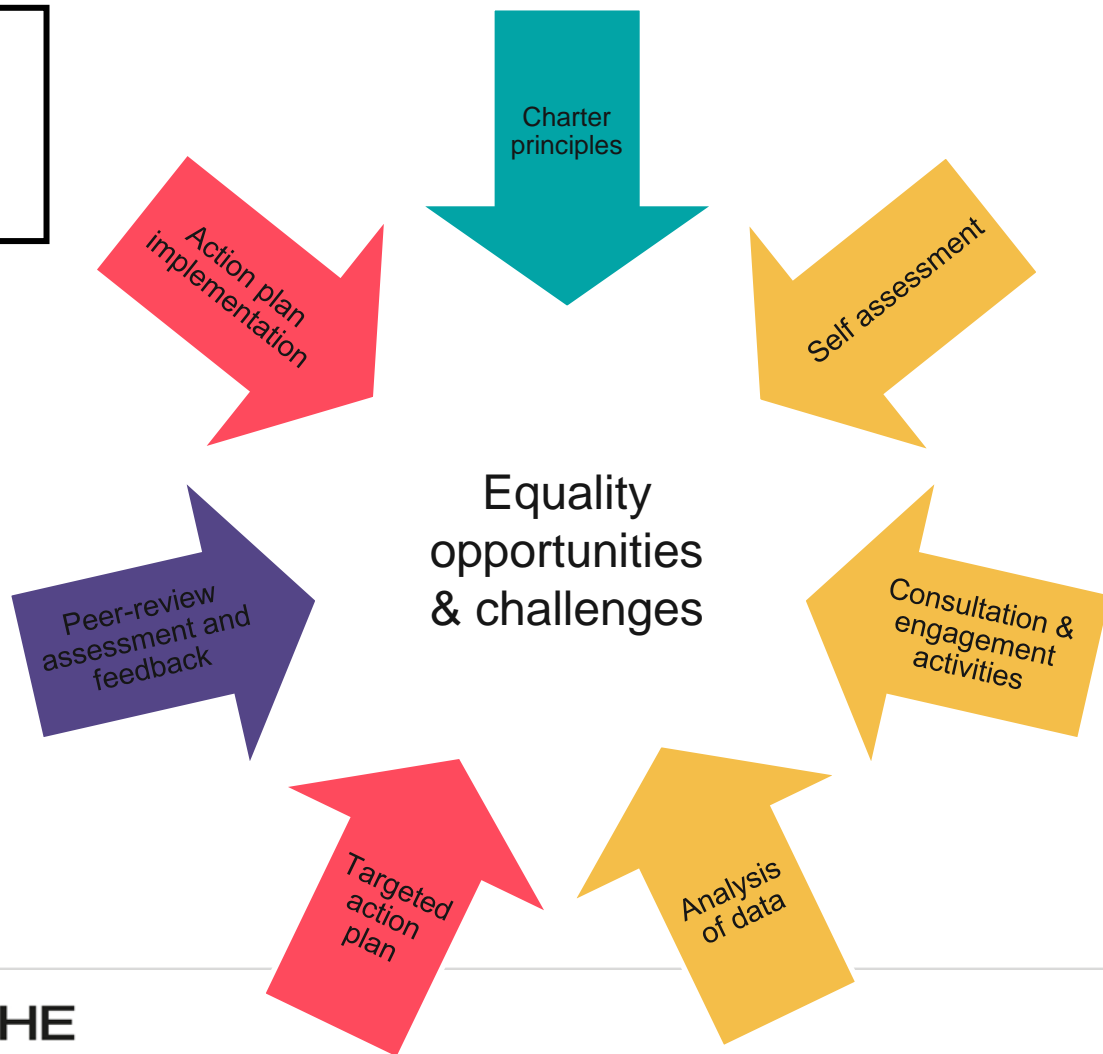 Charter
principles
Self assessment
Consultation &
engagement
activities
Analysis
of data
Targeted
action
plan
Peer-review
assessment and
feedback
Action plan
implementation
Equality
opportunities
& challenges
HE